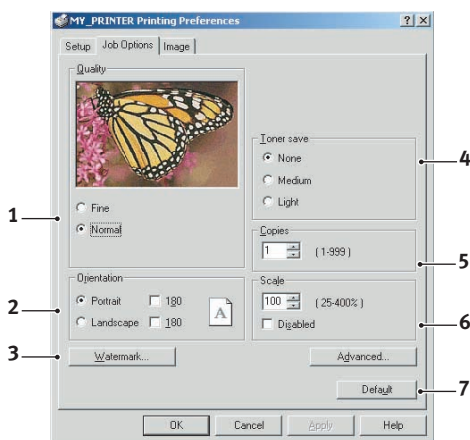 MY_PRINTER Printing Preferences
Setup Job Options Image
Quality
Fine
Normal
Orientation
Portrait 180
Landscape 180
A
Watermark...
Toner save
None
Medium
Light
Copies
1 (1-999)
Scale
100 (25-400%)
Disabled
Advanced...
Default
OK Cancel Apply Help
1
2
3
4
5
6
7